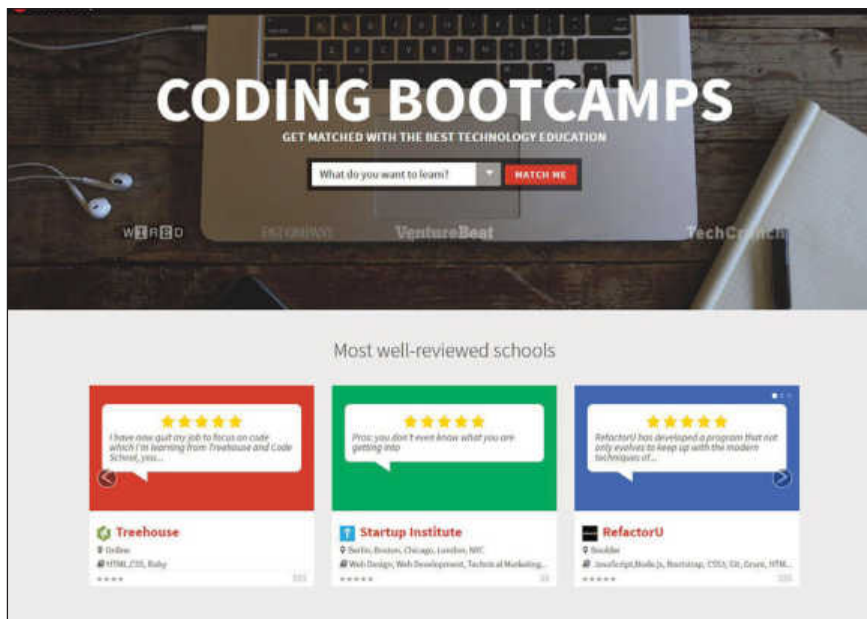 CODING BOOTCAMPS
GET MATCHED WITH THE BEST TECHNOLOGY EDUCATION
What do you want to learn?
MATCH ME
WIRED VentureBeat TechCrunch
Most well-reviewed schools
I have now quit my job to focus on code
which I'm learning from Treehouse and Code
School, you...
Pros: you don't even know what you are
getting into
RefactorU has developed a program that not
only evolves to keep up with the modern
techniques of...
Treehouse
Online
HTML,CSS, Ruby
$$$
Startup Institute
Berlin, Boston, Chicago, London, NYC
Web Design, Web Development, Technical Marketing,...
$$
RefactorU
Boulder
JavaScript,Node.js, Bootstrap, CSS3, Git, Grunt, HTM...
$$$